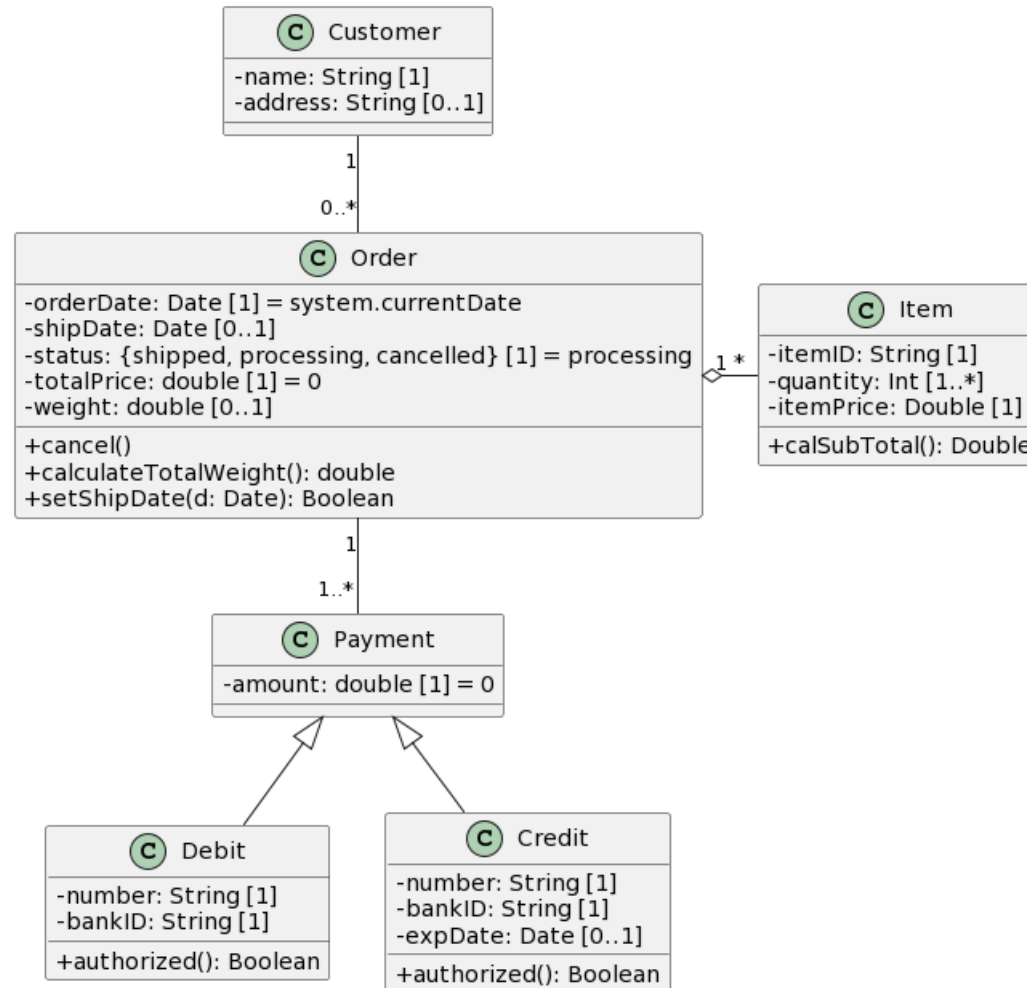 C Customer
-name: String [1]
-address: String [0..1]
1
0..*
C Order
-orderDate: Date [1] = system.currentDate
-shipDate: Date [0..1]
-status: {shipped, processing, cancelled} [1] = processing
-totalPrice: double [1] = 0
-weight: double [0..1]
+cancel()
+calculateTotalWeight(): double
+setShipDate(d: Date): Boolean
1 *
C Item
-itemID: String [1]
-quantity: Int [1..*]
-itemPrice: Double [1]
+calSubTotal(): Double
1
1..*
C Payment
-amount: double [1] = 0
C Debit
-number: String [1]
-bankID: String [1]
+authorized(): Boolean
C Credit
-number: String [1]
-bankID: String [1]
-expDate: Date [0..1]
+authorized(): Boolean